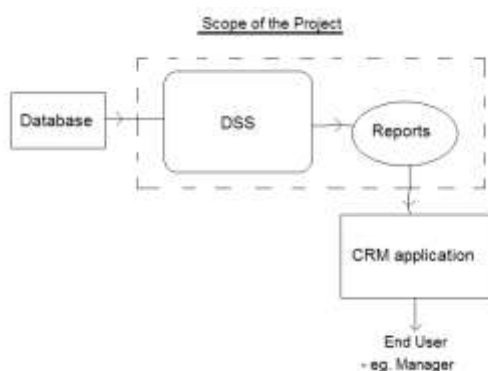 Scope of the Project
Database
DSS
Reports
CRM application
End User
- eg. Manager